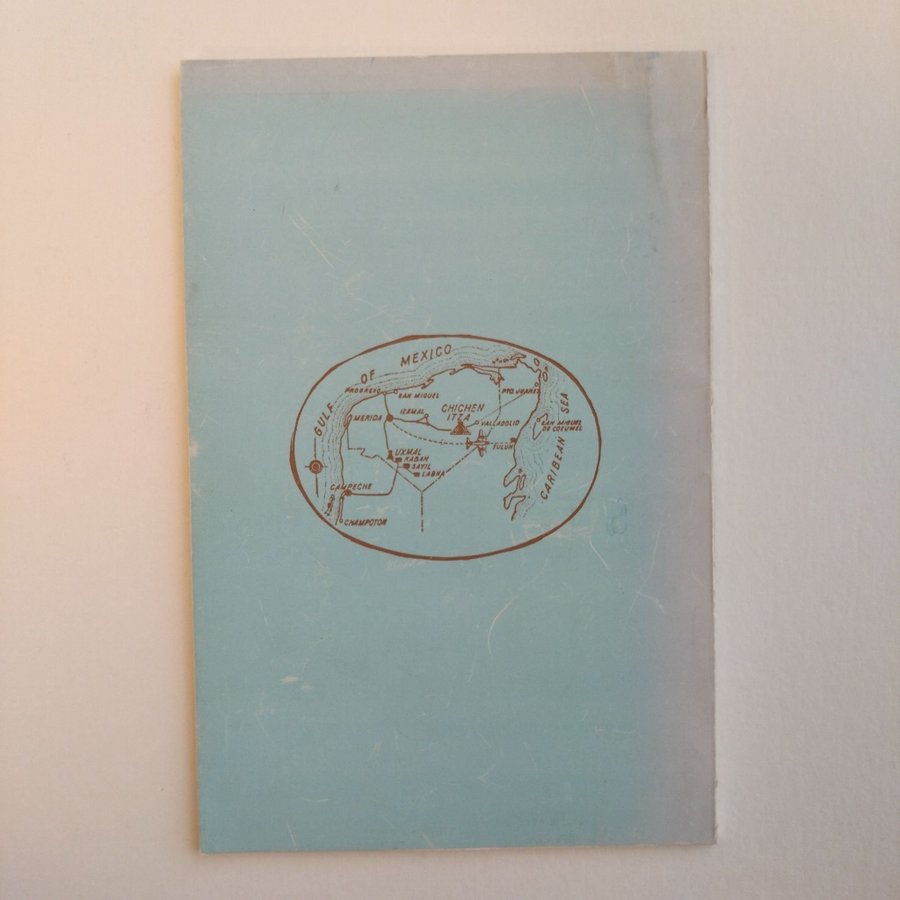 GULF OF MEXICO
PROGRESO
SAN MIGUEL
PTO JUAREZ
MERIDA
IZAMAL
CHICHEN
ITZA
VALLADOLID
SAN MIGUEL
DE COZUMEL
TULUM
UXMAL
KABAH
SAYIL
LABNA
CARIBEAN SEA
CAMPECHE
CHAMPOTON